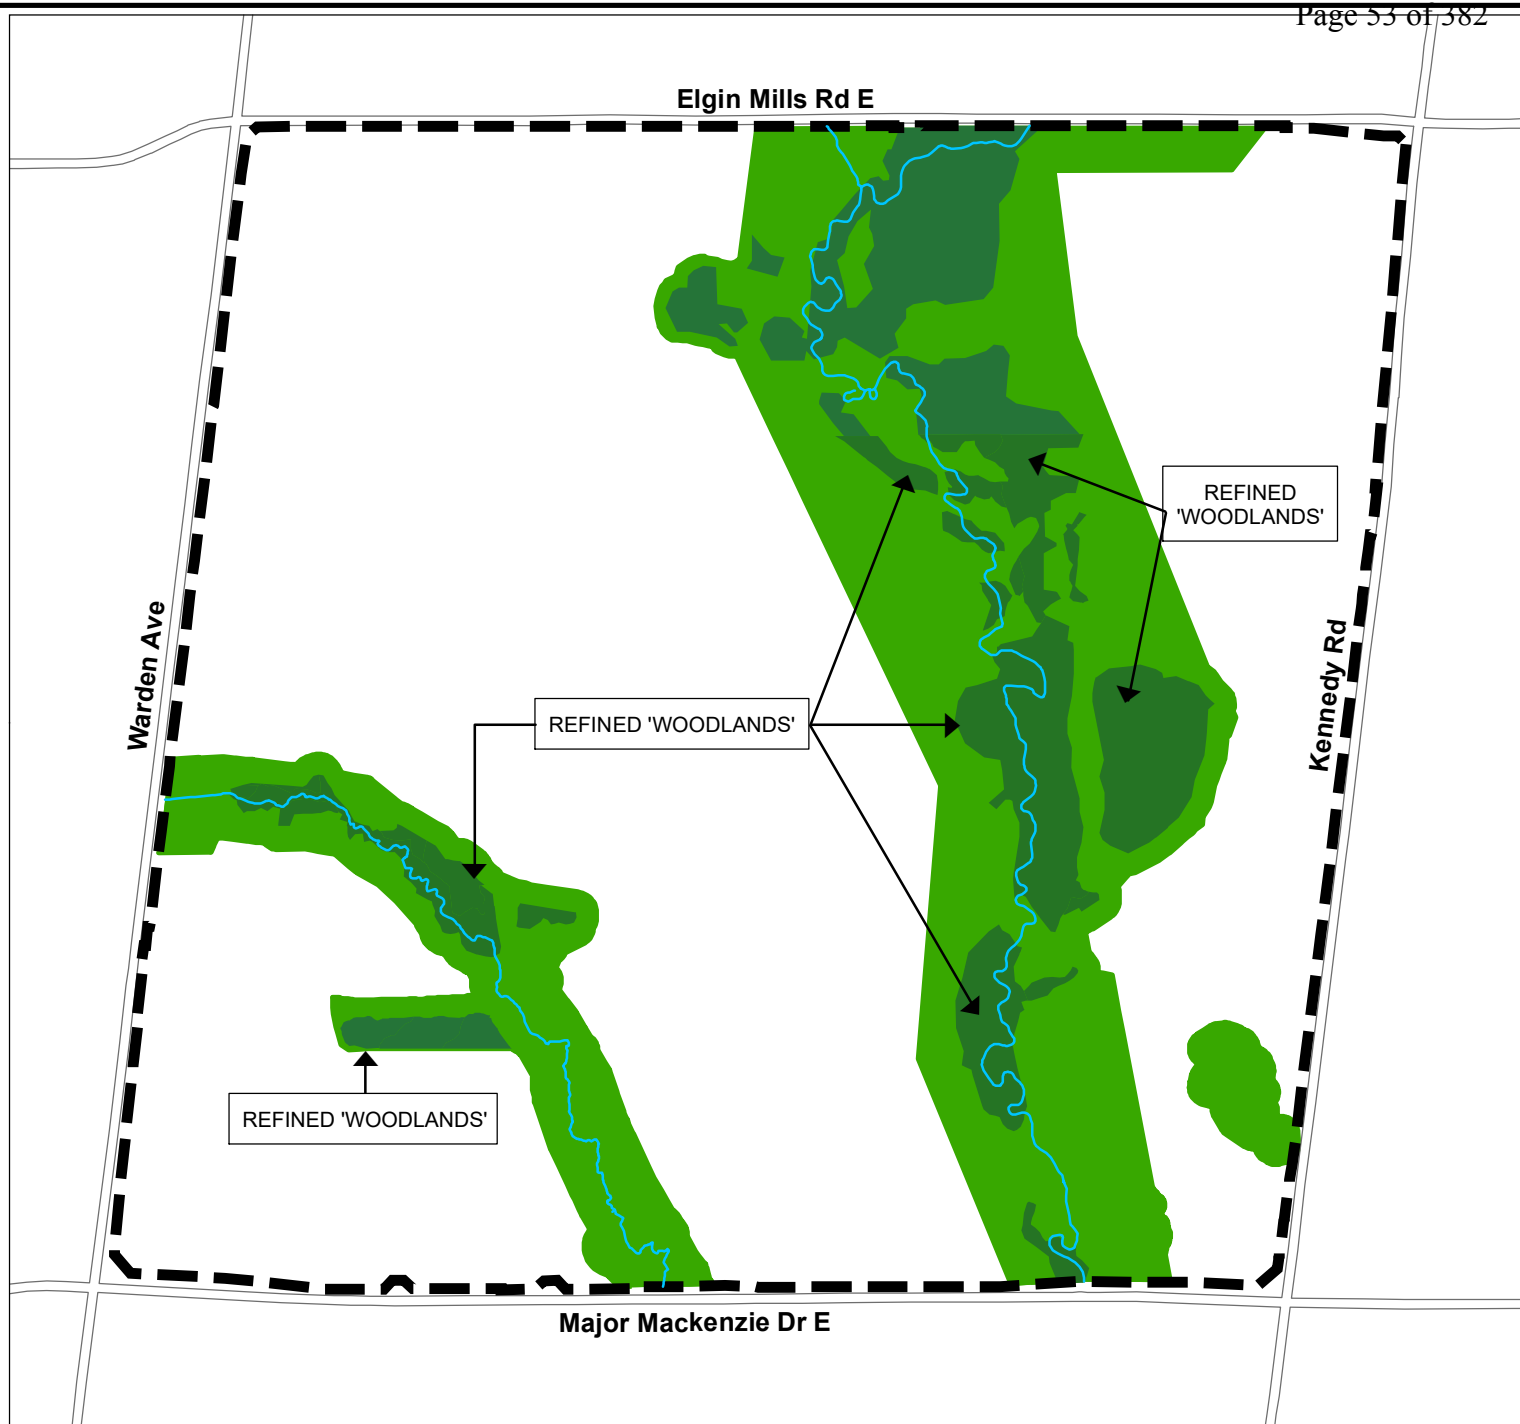 Page 53 of 382
Elgin Mills Rd E
REFINED
'WOODLANDS'
Warden Ave
Kennedy Rd
REFINED 'WOODLANDS'
REFINED 'WOODLANDS'
Major Mackenzie Dr E